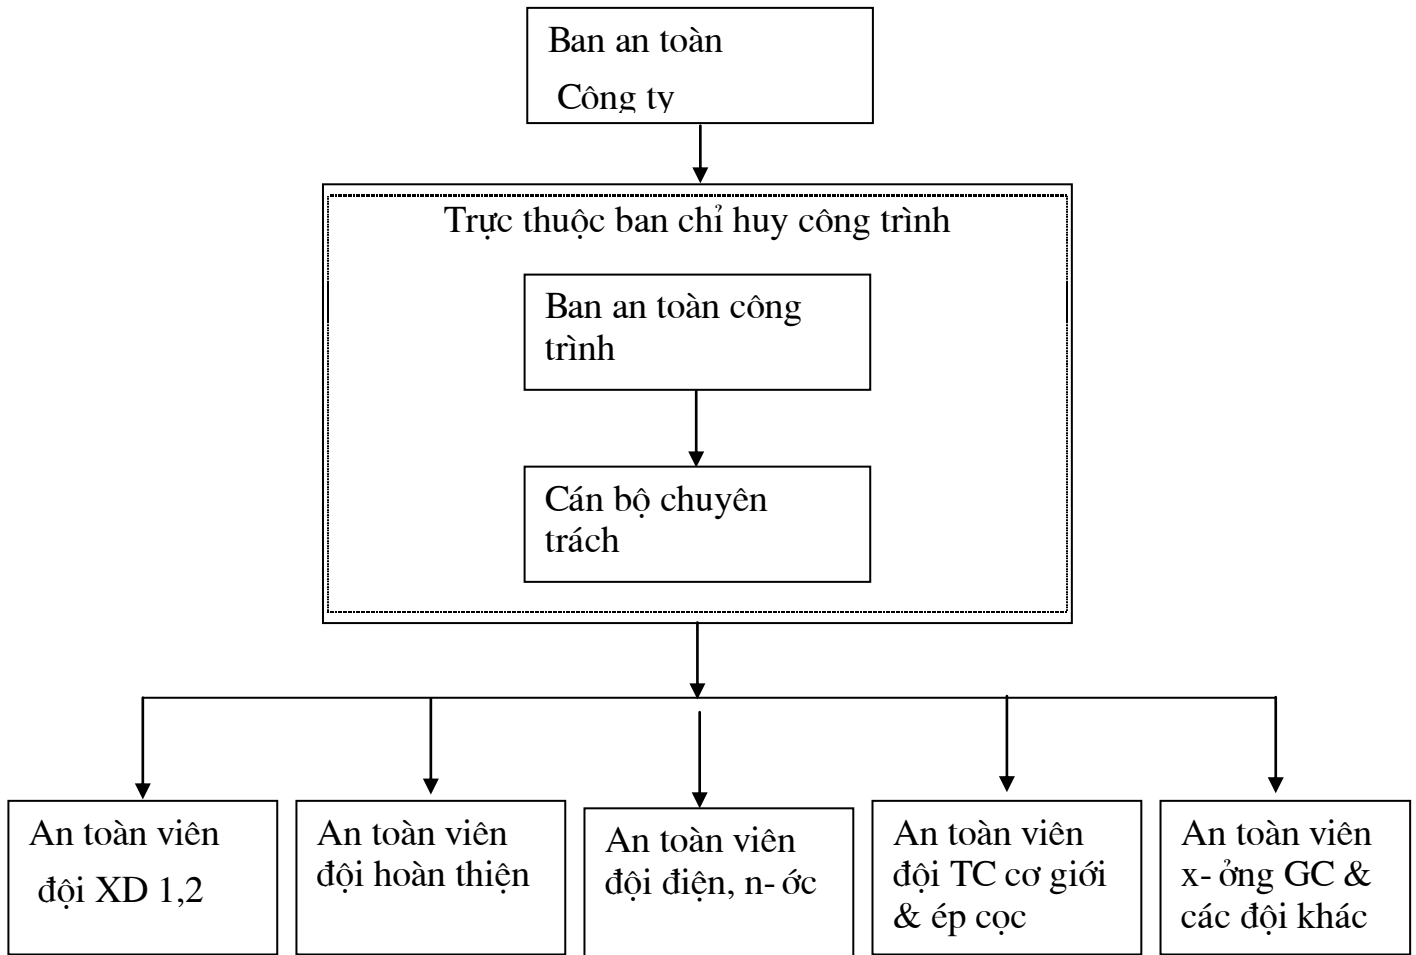 Ban an toàn
Công ty
Trực thuộc ban chỉ huy công trình
Ban an toàn công
trình
Cán bộ chuyên
trách
An toàn viên
đội XD 1,2
An toàn viên
đội hoàn thiện
An toàn viên
đội điện, n- ớc
An toàn viên
đội TC cơ giới
& ép cọc
An toàn viên
x- ởng GC &
các đội khác